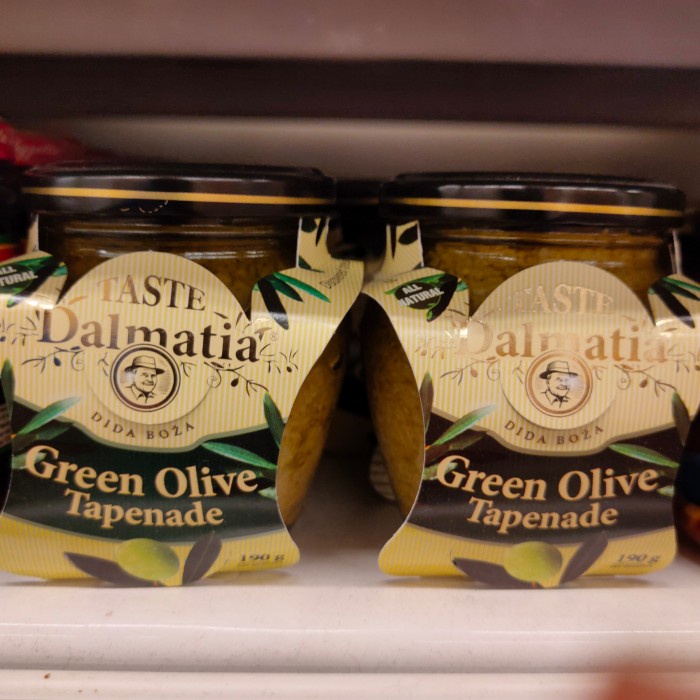 ALL
NATURAL
TASTE
Dalmatia®
DIDA BOŽA
Green Olive
Tapenade
190 g
ALL
NATURAL
TASTE
Dalmatia
DIDA BOŽA
Green Olive
Tapenade
190 g